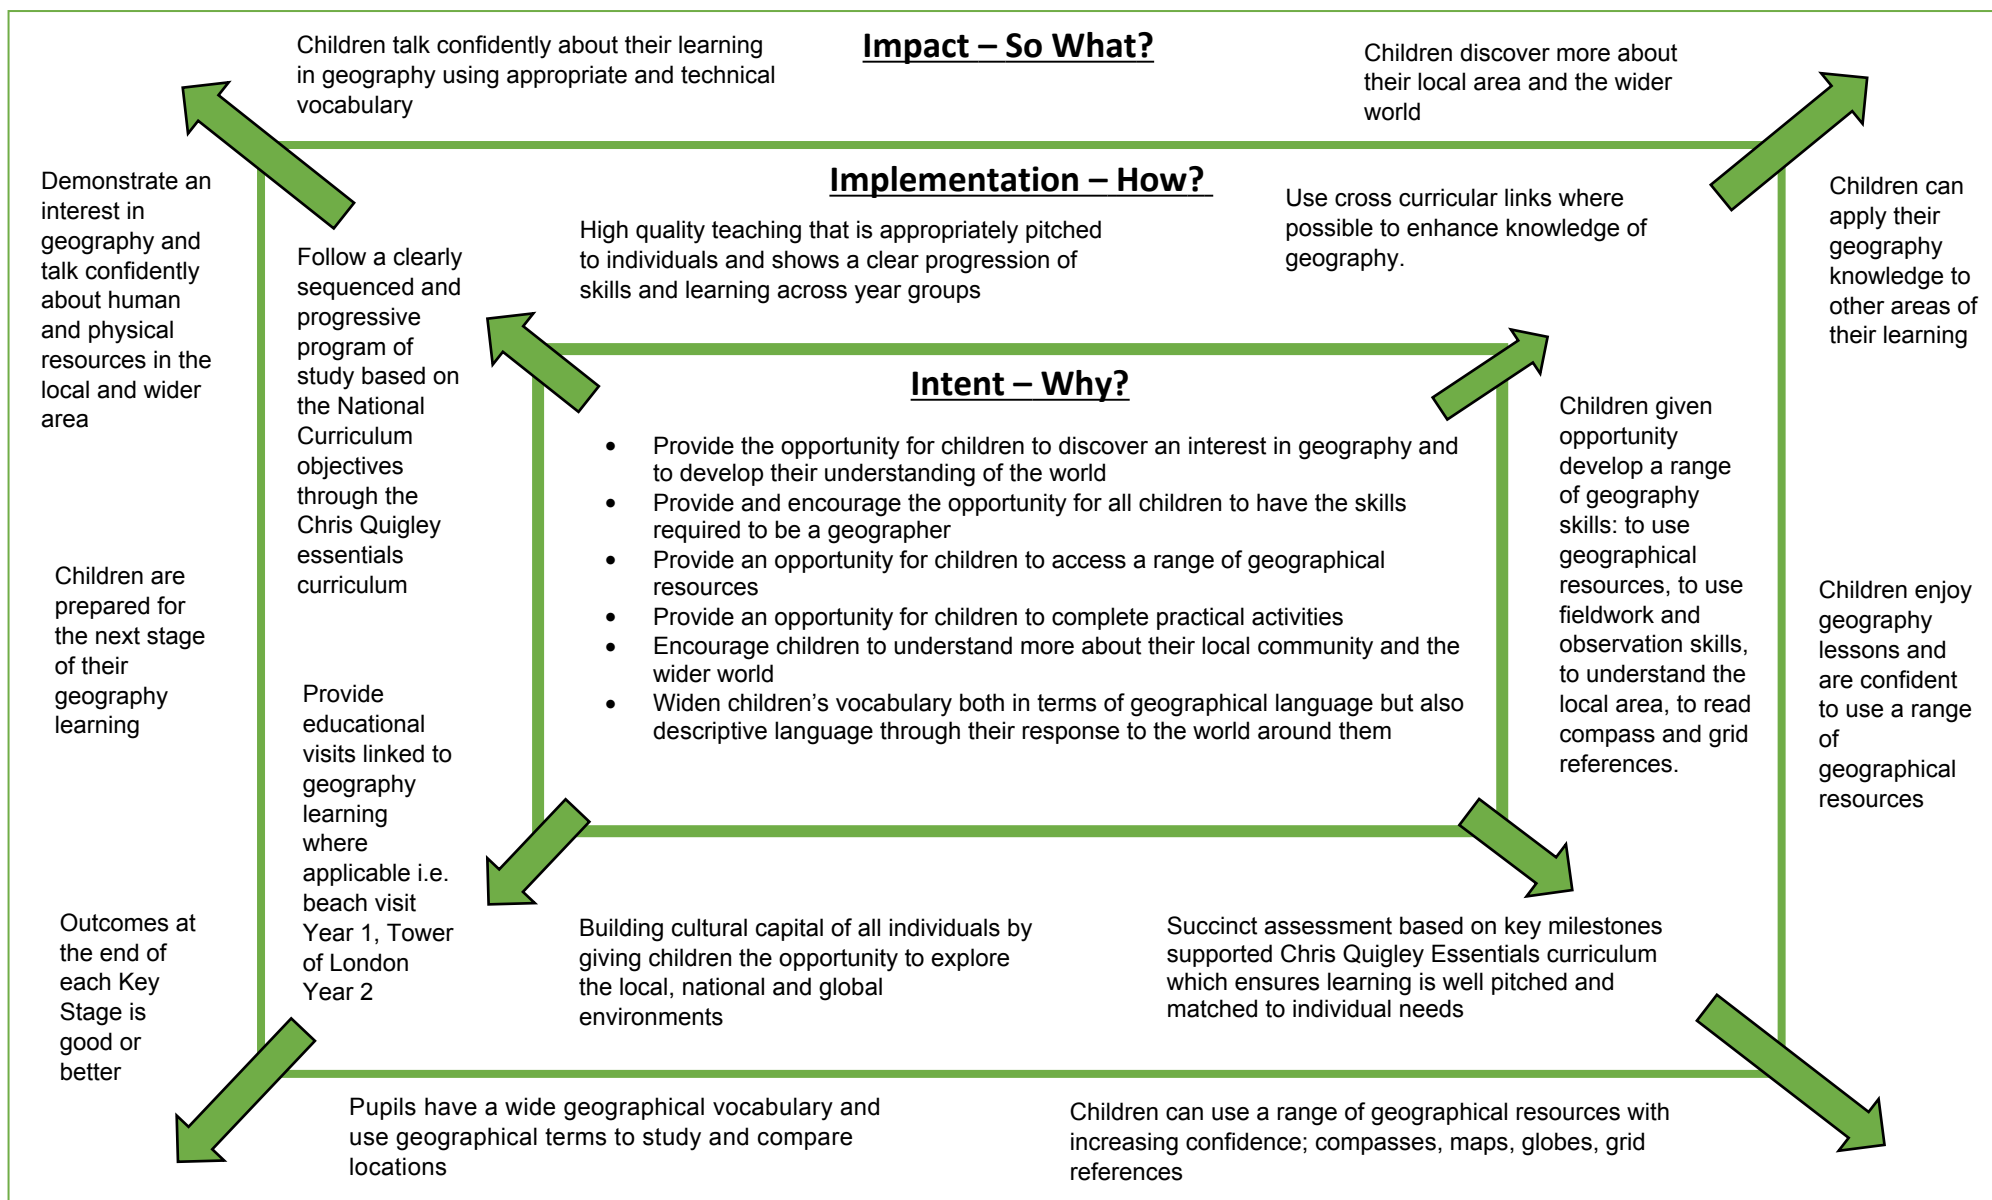 Impact – So What?
Children talk confidently about their learning
in geography using appropriate and technical
vocabulary
Children discover more about
their local area and the wider
world
Demonstrate an
interest in
geography and
talk confidently
about human
and physical
resources in the
local and wider
area
Children are
prepared for
the next stage
of their
geography
learning
Outcomes at
the end of
each Key
Stage is
good or
better
Implementation – How?
High quality teaching that is appropriately pitched
to individuals and shows a clear progression of
skills and learning across year groups
Use cross curricular links where
possible to enhance knowledge of
geography.
Follow a clearly
sequenced and
progressive
program of
study based on
the National
Curriculum
objectives
through the
Chris Quigley
essentials
curriculum
Provide
educational
visits linked to
geography
learning
where
applicable i.e.
beach visit
Year 1, Tower
of London
Year 2
Intent – Why?
• Provide the opportunity for children to discover an interest in geography and
to develop their understanding of the world
• Provide and encourage the opportunity for all children to have the skills
required to be a geographer
• Provide an opportunity for children to access a range of geographical
resources
• Provide an opportunity for children to complete practical activities
• Encourage children to understand more about their local community and the
wider world
• Widen children’s vocabulary both in terms of geographical language but also
descriptive language through their response to the world around them
Children given
opportunity
develop a range
of geography
skills: to use
geographical
resources, to use
fieldwork and
observation skills,
to understand the
local area, to read
compass and grid
references.
Children can
apply their
geography
knowledge to
other areas of
their learning
Children enjoy
geography
lessons and
are confident
to use a range
of
geographical
resources
Building cultural capital of all individuals by
giving children the opportunity to explore
the local, national and global
environments
Succinct assessment based on key milestones
supported Chris Quigley Essentials curriculum
which ensures learning is well pitched and
matched to individual needs
Pupils have a wide geographical vocabulary and
use geographical terms to study and compare
locations
Children can use a range of geographical resources with
increasing confidence; compasses, maps, globes, grid
references